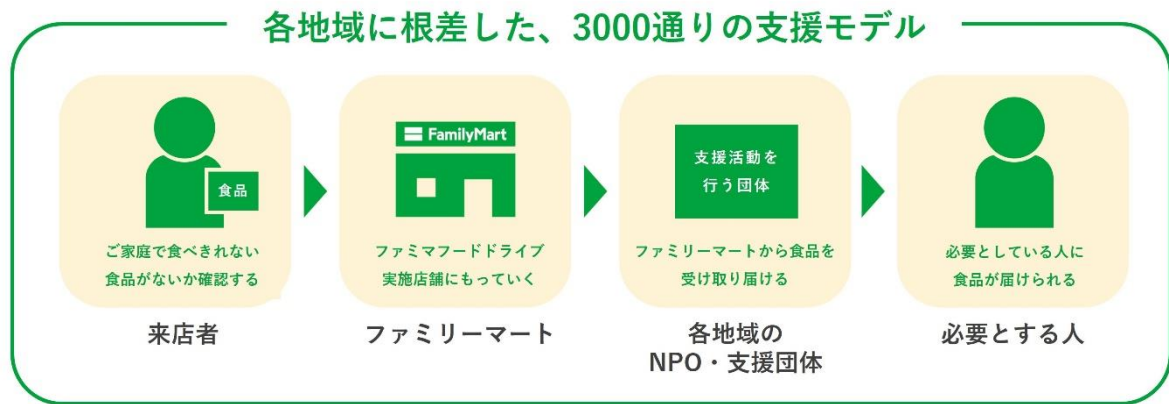 各地域に根差した、3000通りの支援モデル
食品
ご家庭で食べきれない
食品がないか確認する
来店者
FamilyMart
ファミマフードドライブ
実施店舗にもっていく
ファミリーマート
支援活動を
行う団体
ファミリーマートから食品を
受け取り届ける
各地域の
NPO・支援団体
必要としている人に
食品が届けられる
必要とする人